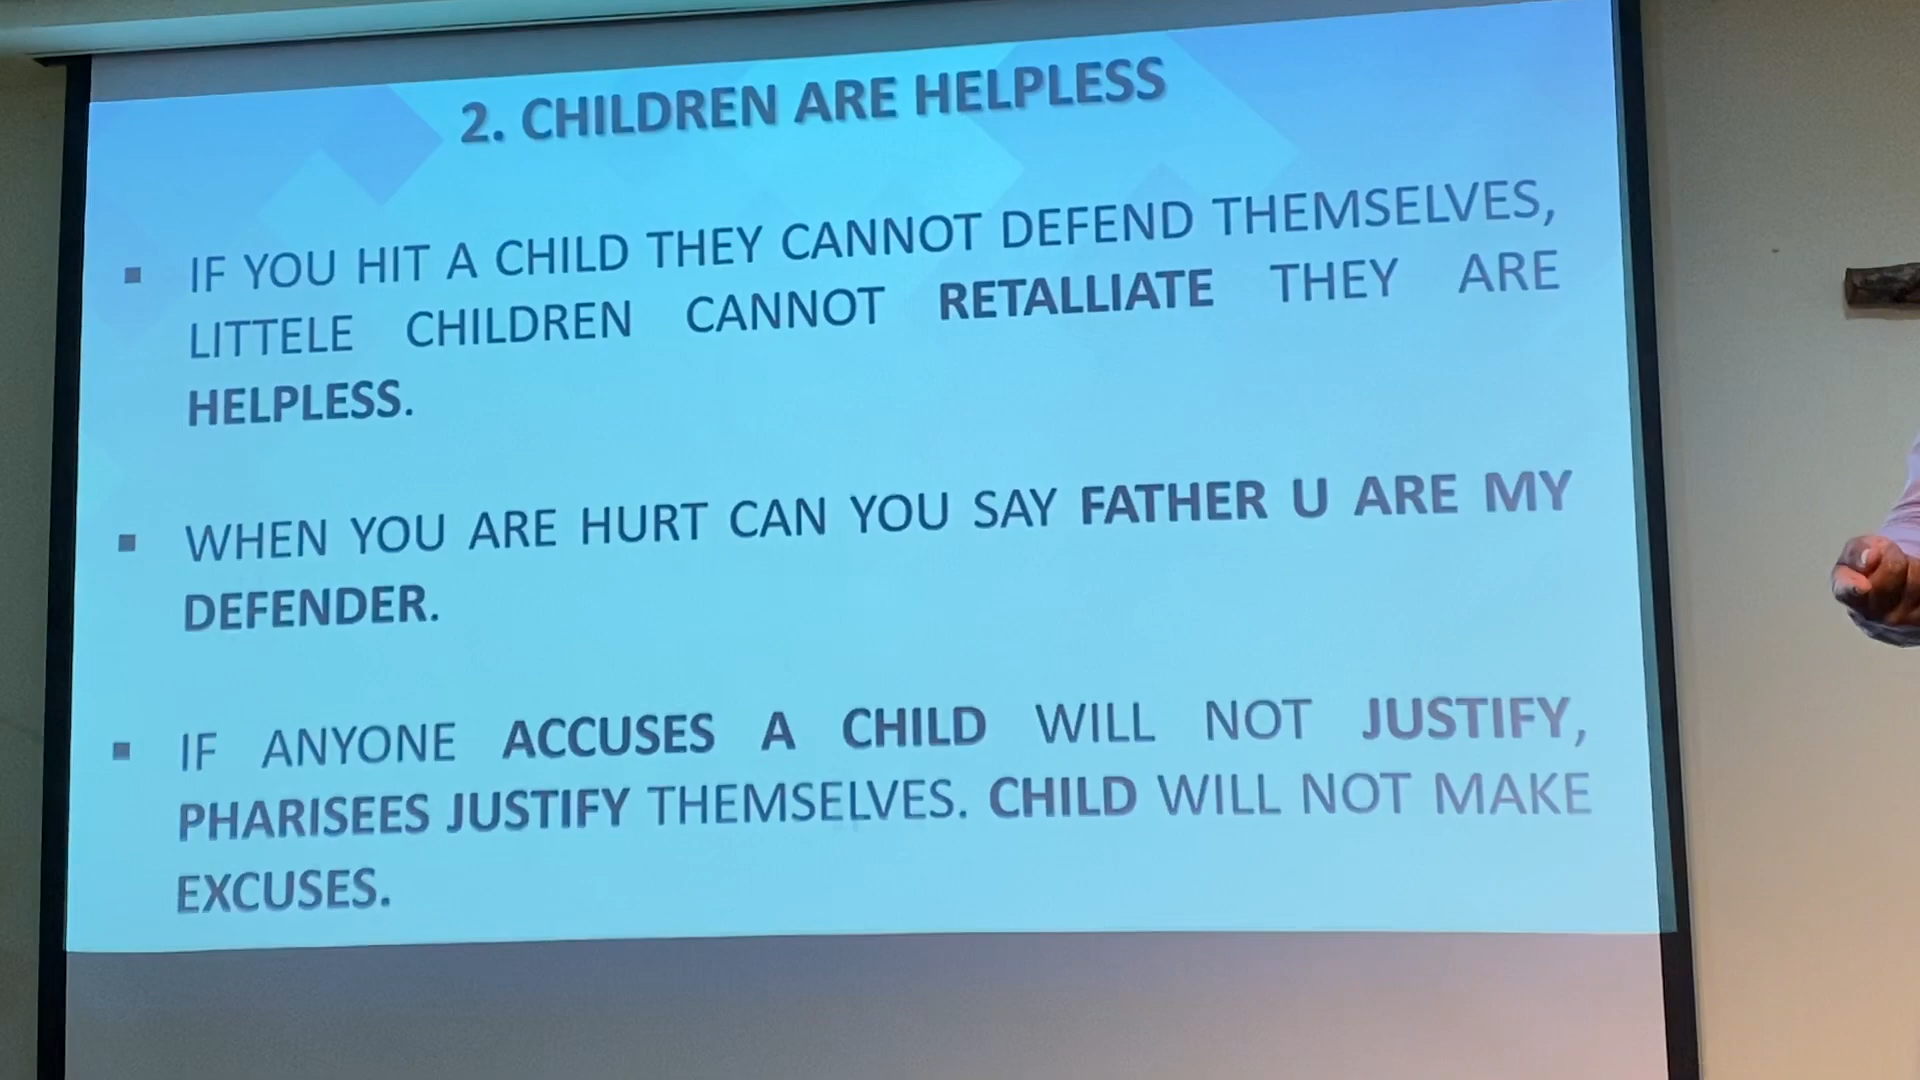 2. CHILDREN ARE HELPLESS
▪ IF YOU HIT A CHILD THEY CANNOT DEFEND THEMSELVES,
LITTELE CHILDREN CANNOT RETALLIATE THEY ARE
HELPLESS.
▪ WHEN YOU ARE HURT CAN YOU SAY FATHER U ARE MY
DEFENDER.
▪ IF ANYONE ACCUSES A CHILD WILL NOT JUSTIFY,
PHARISEES JUSTIFY THEMSELVES. CHILD WILL NOT MAKE
EXCUSES.